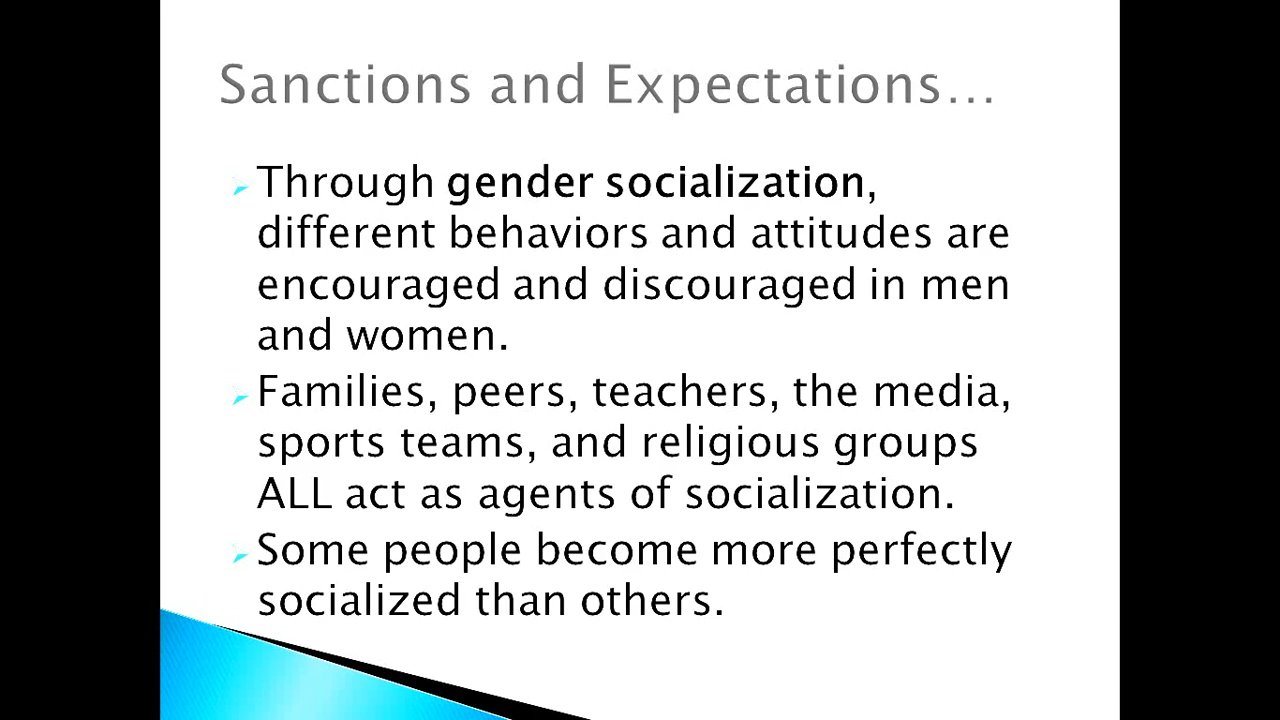 Sanctions and Expectations…
Through gender socialization,
different behaviors and attitudes are
encouraged and discouraged in men
and women.
Families, peers, teachers, the media,
sports teams, and religious groups
ALL act as agents of socialization.
Some people become more perfectly
socialized than others.